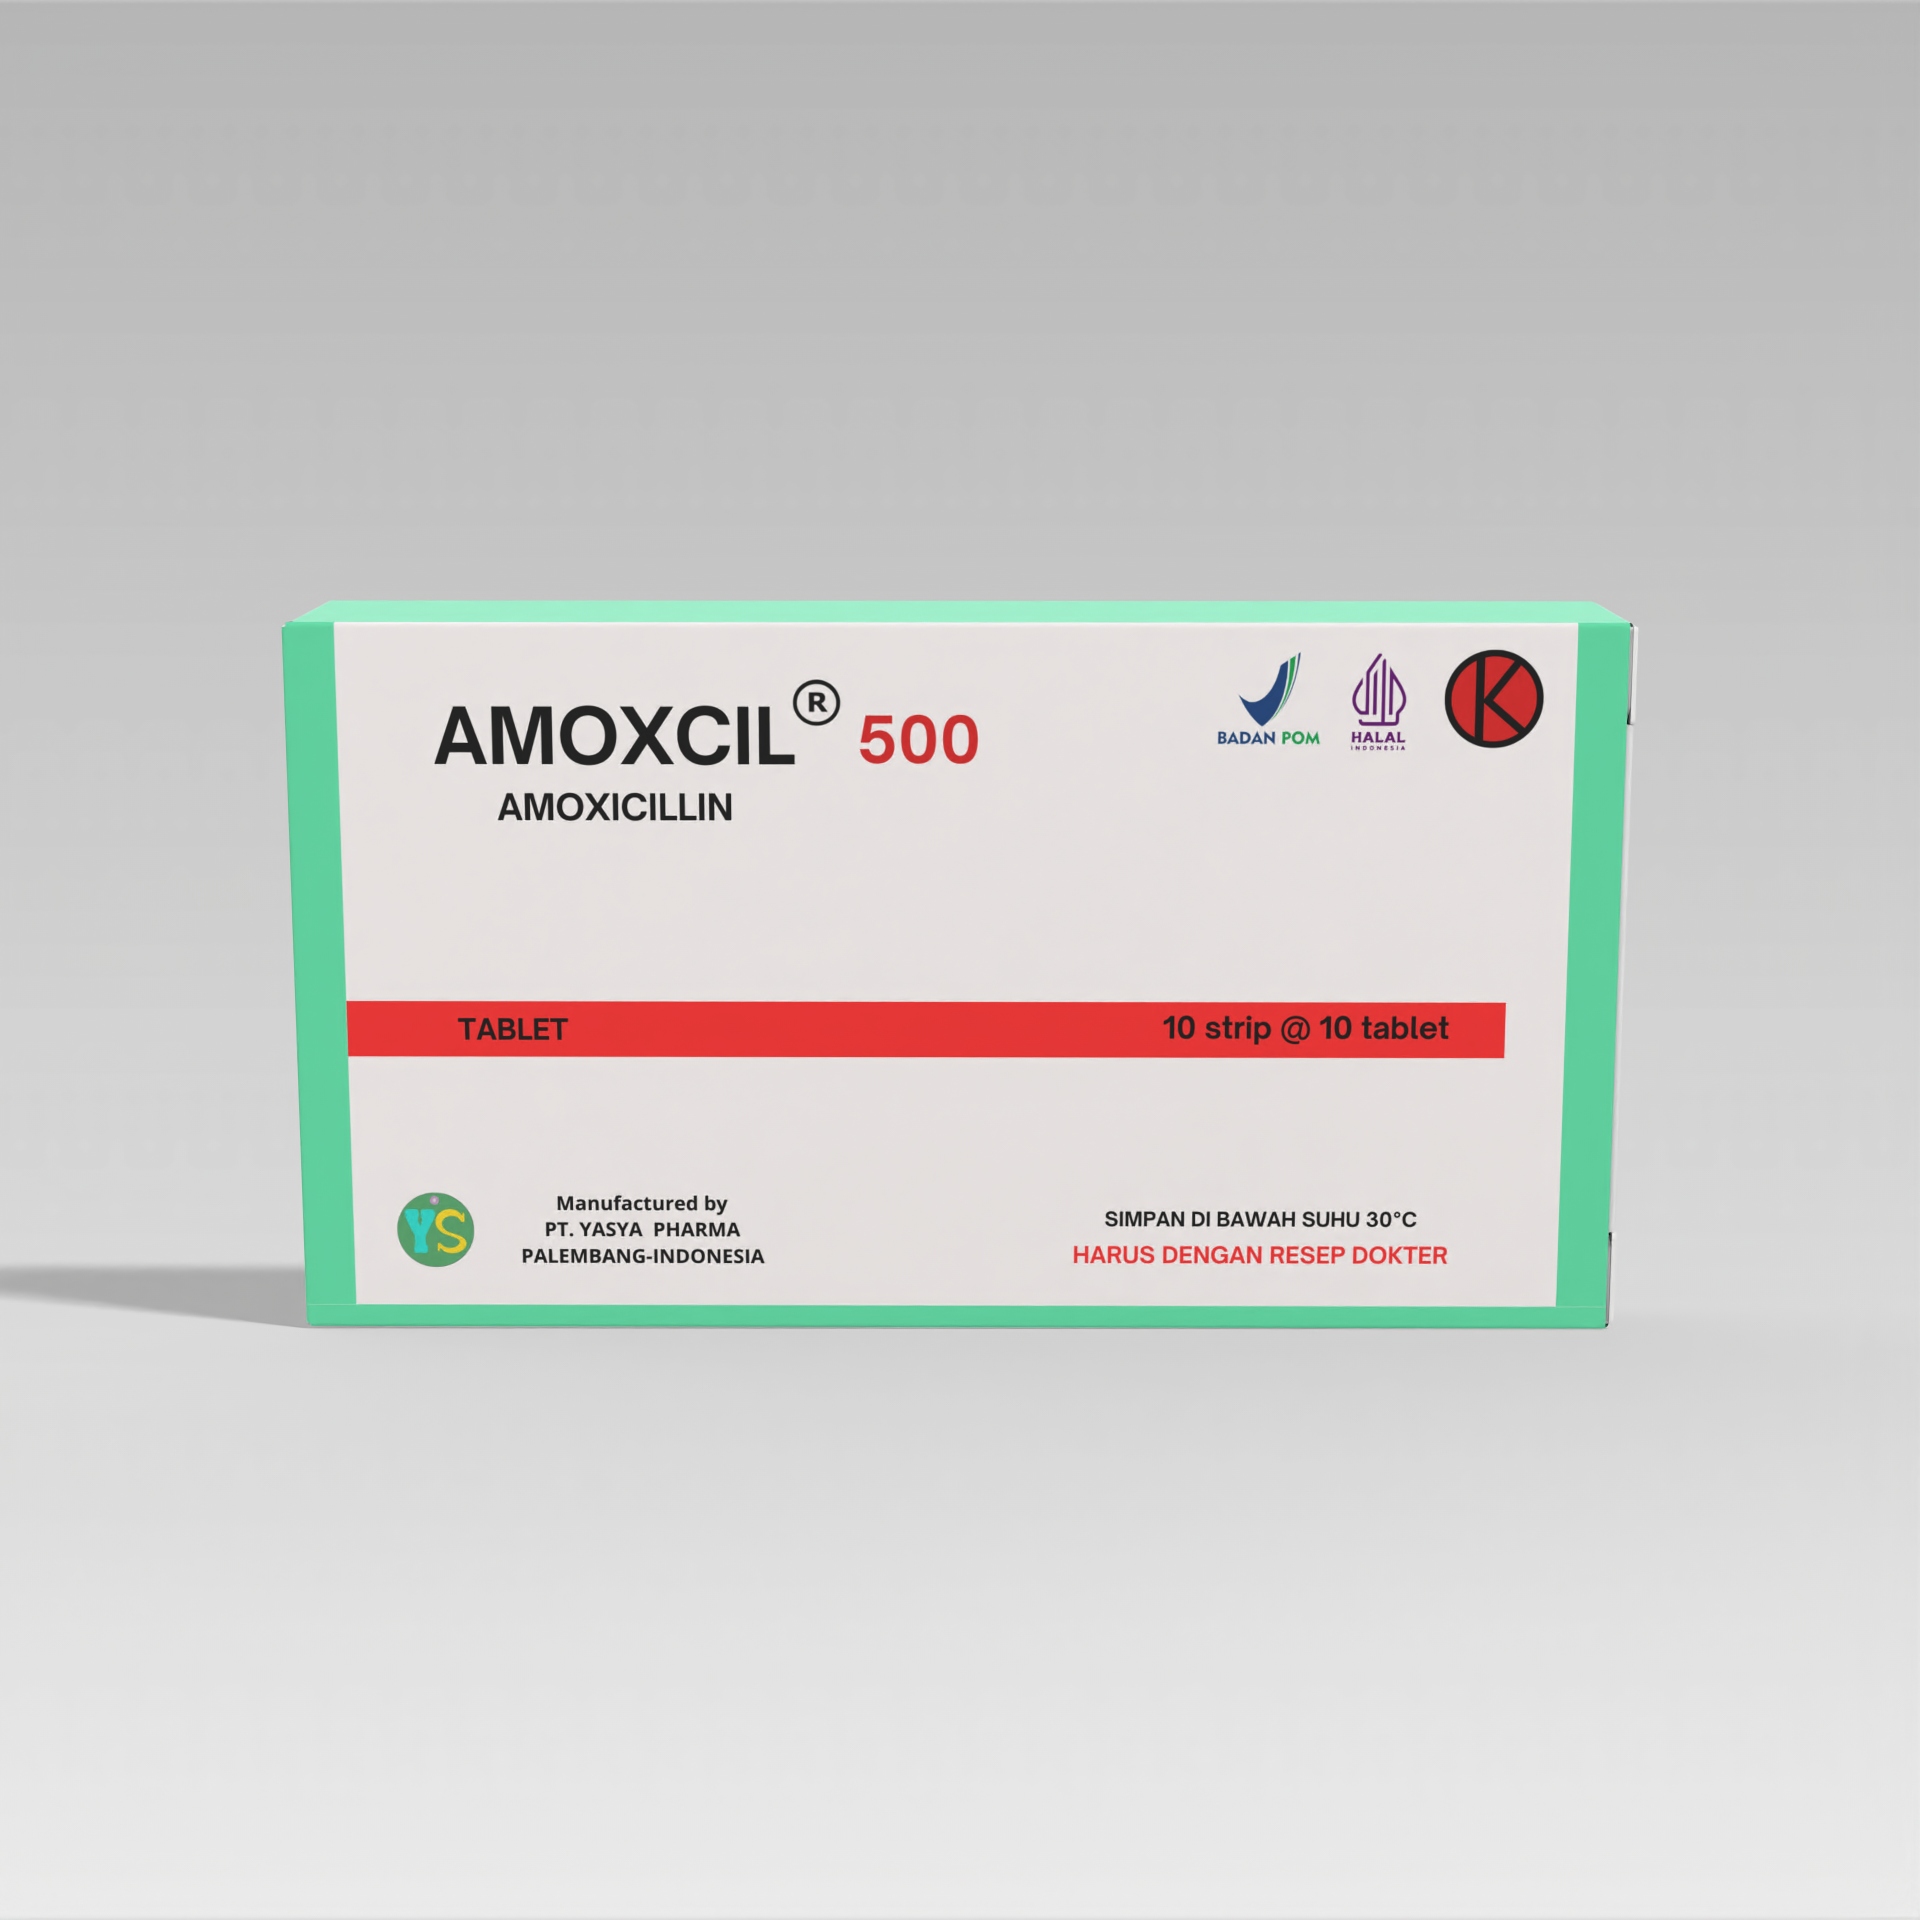 AMOXCIL® 500
AMOXICILLIN
BADAN POM
HALAL
INDONESIA
K
TABLET
10 strip @ 10 tablet
YS
Manufactured by
PT. YASYA PHARMA
PALEMBANG-INDONESIA
SIMPAN DI BAWAH SUHU 30°C
HARUS DENGAN RESEP DOKTER